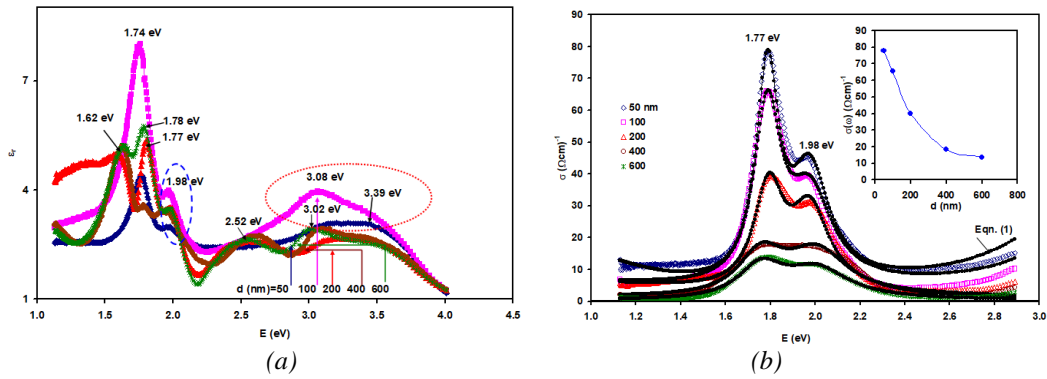 (a)
1.74 eV
7
1.62 eV
1.78 eV
1.77 eV
εr
4
1.98 eV
3.08 eV
3.39 eV
2.52 eV
3.02 eV
d (nm)=50 100 200 400 600
1
1.0 1.5 2.0 2.5 3.0 3.5 4.0 4.5
E (eV)
(a)
(b)
90
80
70
60
50
40
30
20
10
0
σ (Ωcm)⁻¹
1.77 eV
50 nm
100
200
400
600
1.98 eV
Eqn. (1)
90
80
70
60
50
40
30
20
10
0
σ(ω) (Ωcm)⁻¹
0 200 400 600 800
d (nm)
1.0 1.2 1.4 1.6 1.8 2.0 2.2 2.4 2.6 2.8 3.0
E (eV)
(b)